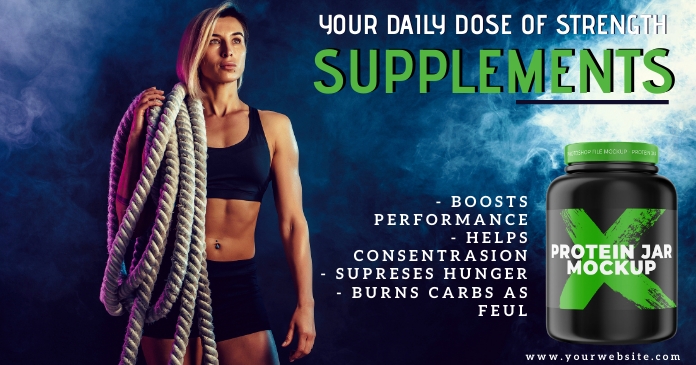 YOUR DAILY DOSE OF STRENGTH
SUPPLEMENTS
- BOOSTS
PERFORMANCE
- HELPS
CONSENTRASION
- SUPRESES HUNGER
- BURNS CARBS AS
FEUL
PROTEIN JAR
MOCKUP
www.yourwebsite.com